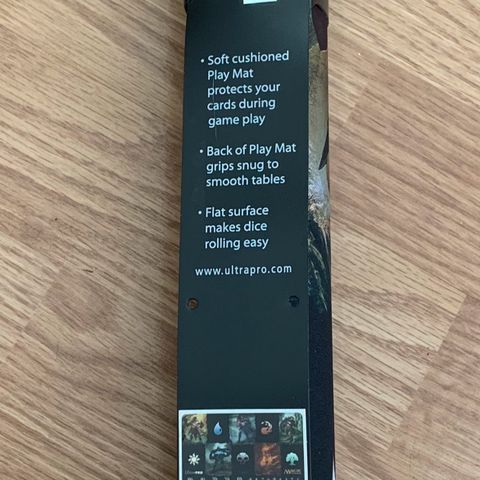 • Soft cushioned
Play Mat
protects your
cards during
game play
• Back of Play Mat
grips snug to
smooth tables
• Flat surface
makes dice
rolling easy
www.ultrapro.com